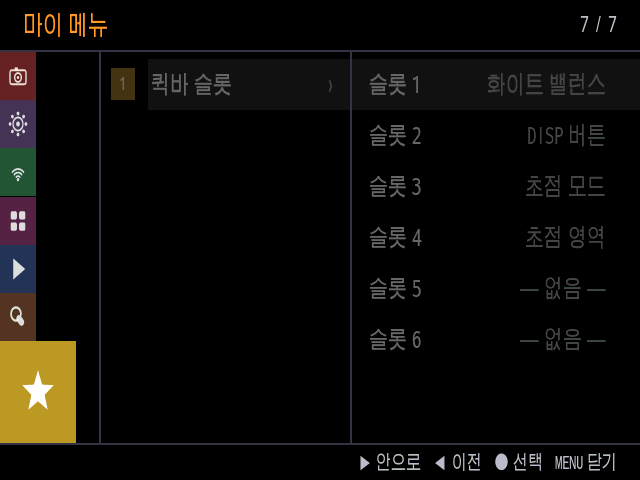 마이 메뉴 7 / 7
1 퀵바 슬롯 ›
슬롯 1 화이트 밸런스
슬롯 2 DISP 버튼
슬롯 3 초점 모드
슬롯 4 초점 영역
슬롯 5 — 없음 —
슬롯 6 — 없음 —
▶ 안으로 ◀ 이전 ● 선택 MENU 닫기